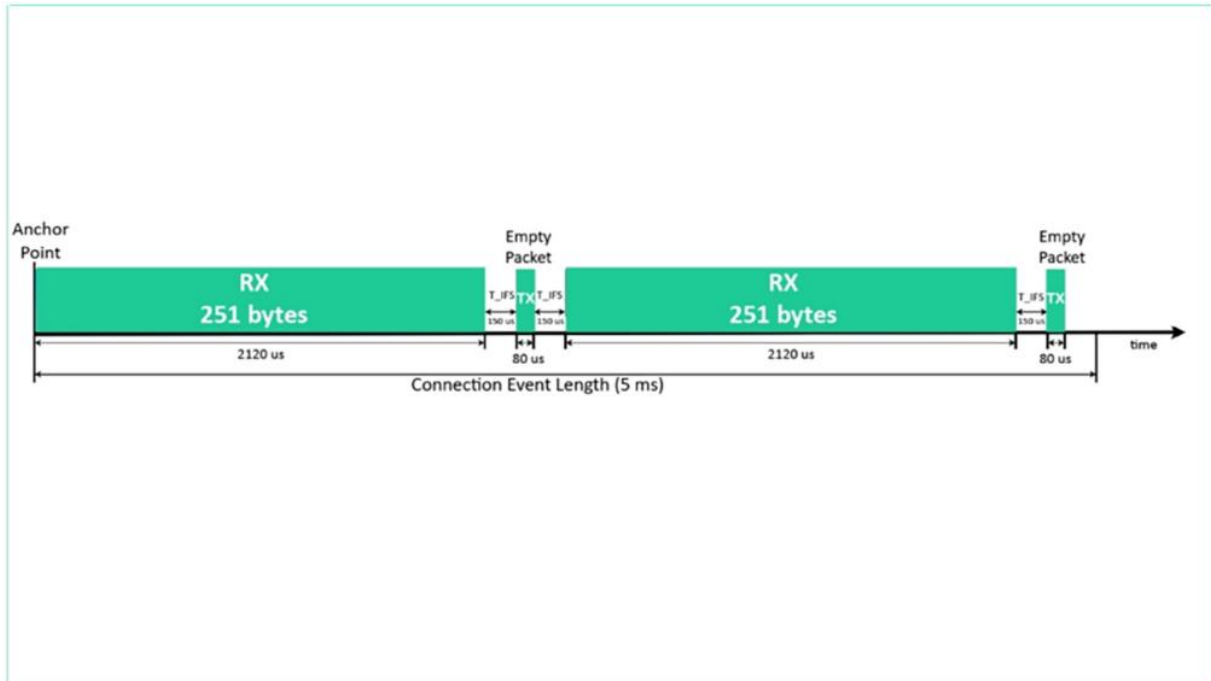 Anchor
Point
RX
251 bytes
T_IFS
150 us
Empty
Packet
TX
T_IFS
150 us
RX
251 bytes
T_IFS
150 us
Empty
Packet
TX
2120 us
80 us
2120 us
80 us
time
Connection Event Length (5 ms)